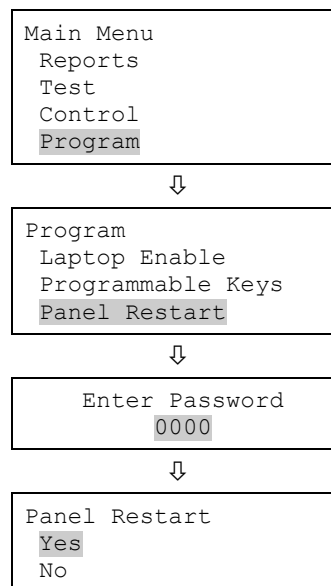 Main Menu
Reports
Test
Control
Program
⇩
Program
Laptop Enable
Programmable Keys
Panel Restart
⇩
Enter Password
0000
⇩
Panel Restart
Yes
No